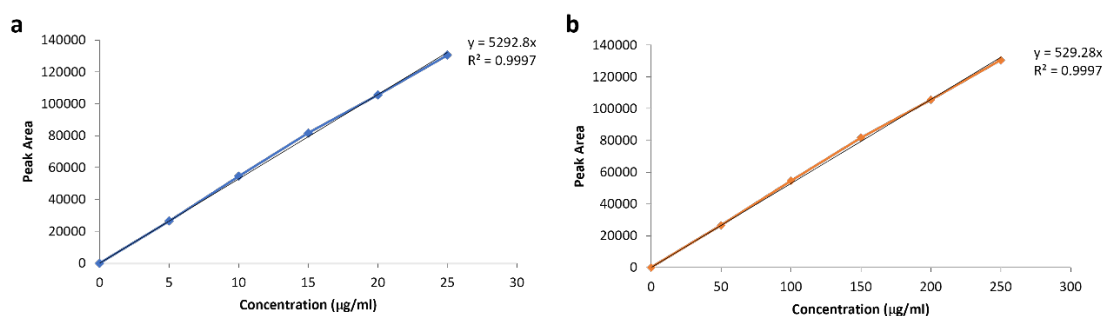 a
y = 5292.8x
R² = 0.9997
140000
120000
100000
80000
60000
40000
20000
0
Peak Area
0 5 10 15 20 25 30
Concentration (µg/ml)
b
y = 529.28x
R² = 0.9997
140000
120000
100000
80000
60000
40000
20000
0
Peak Area
0 50 100 150 200 250 300
Concentration (µg/ml)